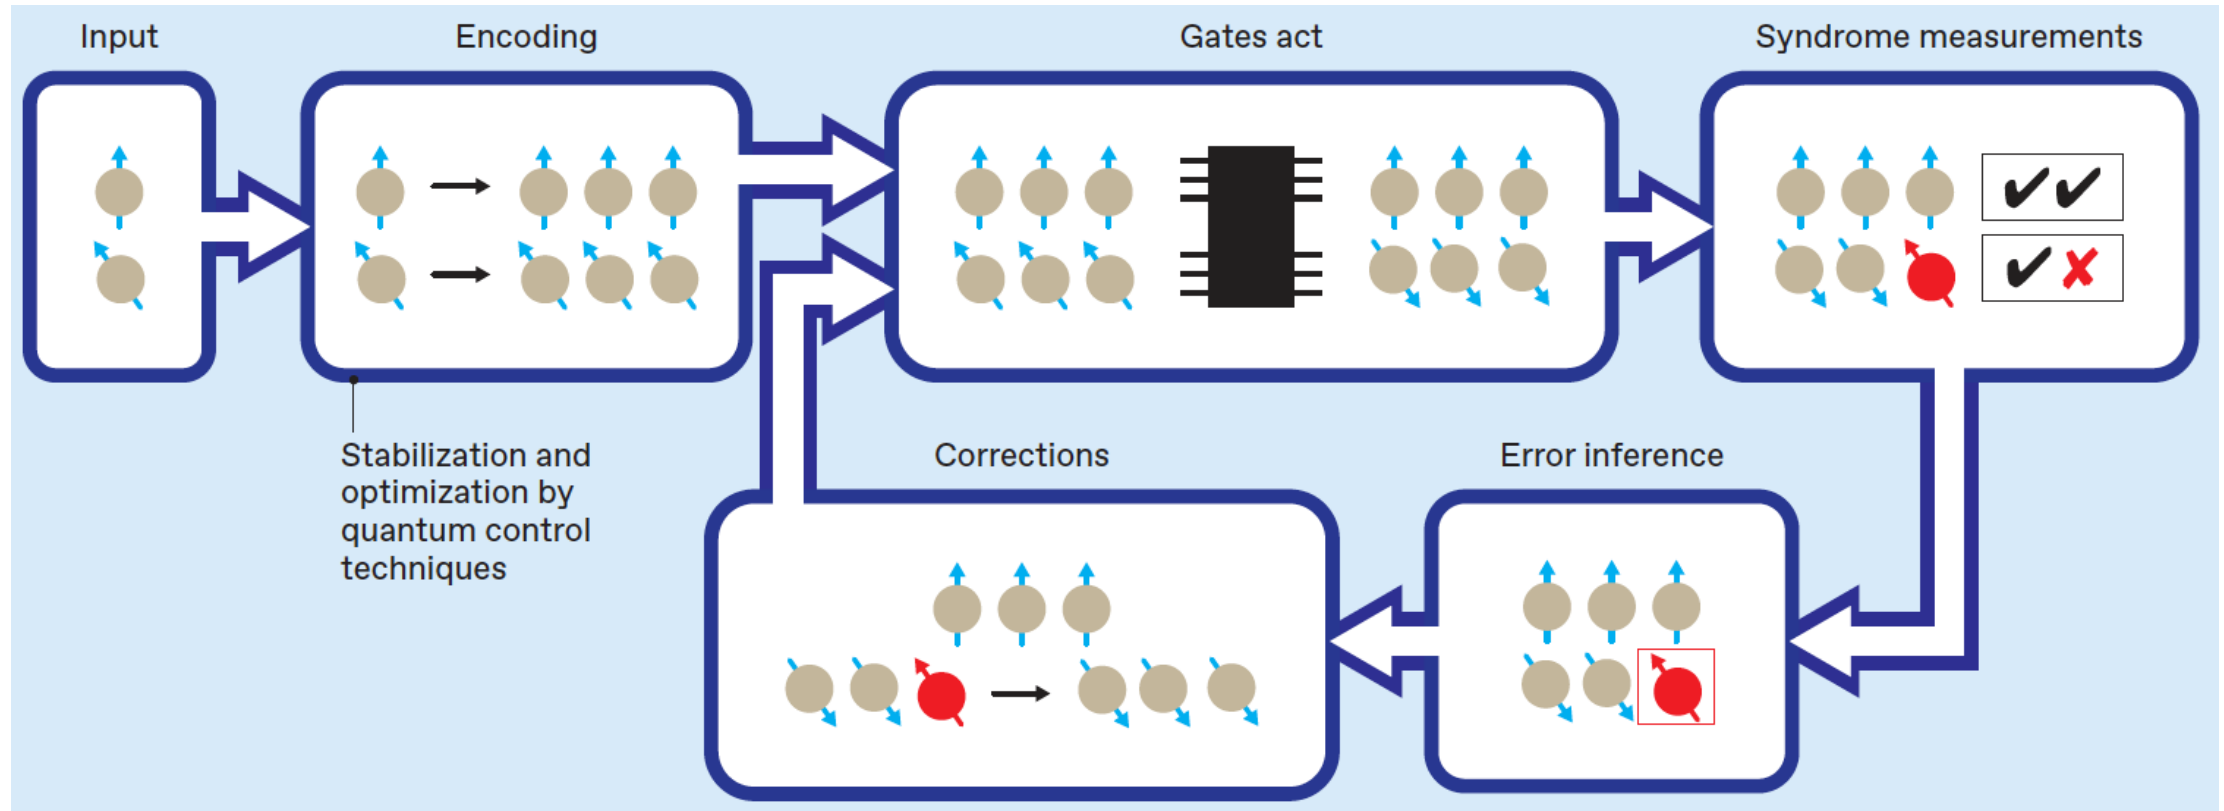 Input
Encoding
Gates act
Syndrome measurements
Stabilization and
optimization by
quantum control
techniques
Corrections
Error inference